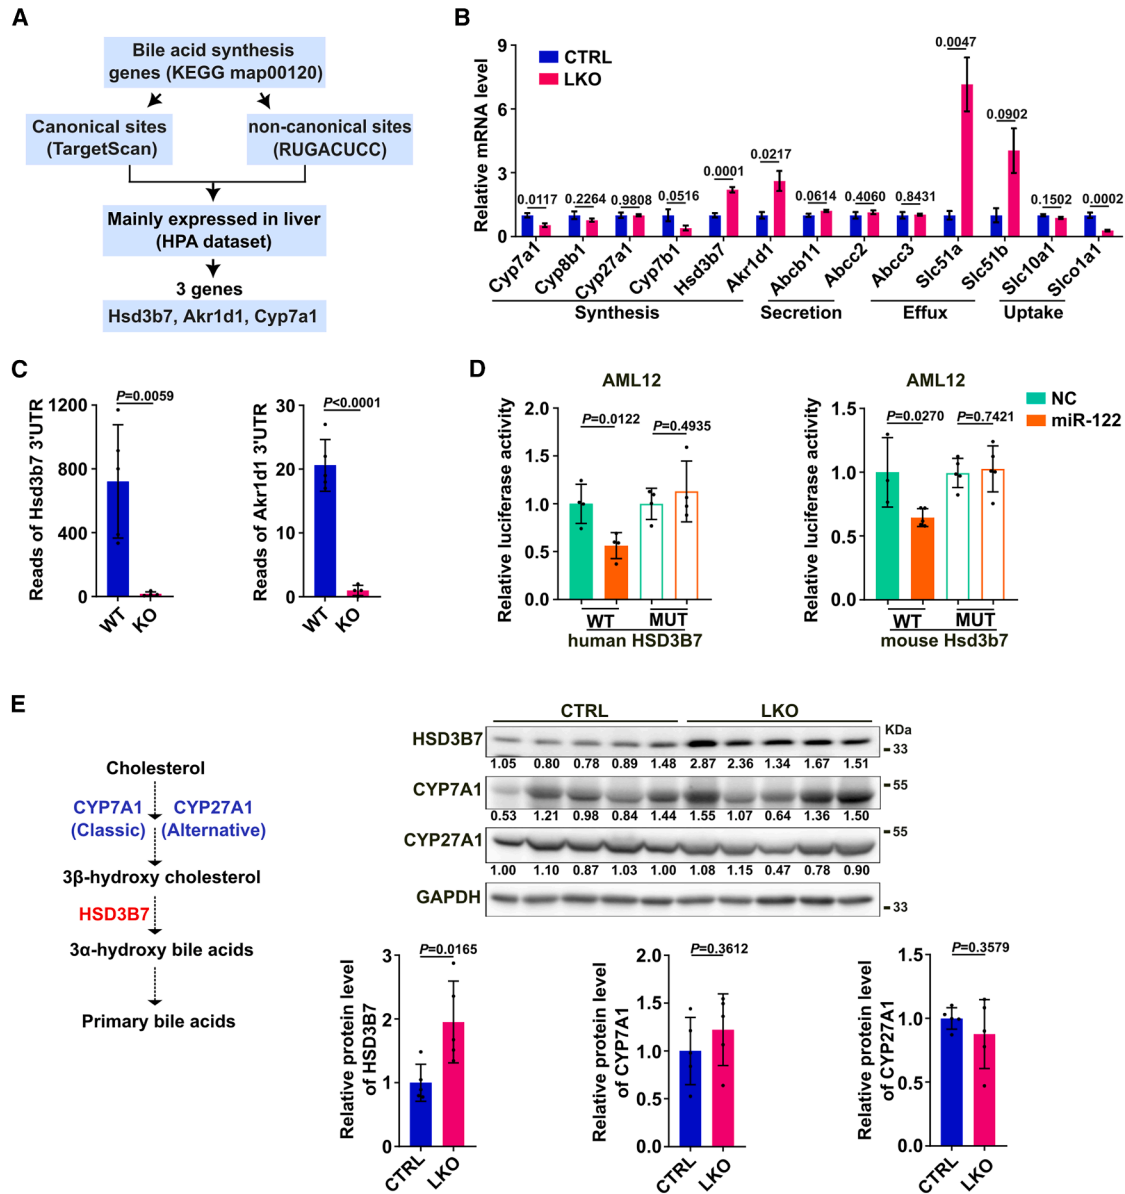 A
Bile acid synthesis
genes (KEGG map00120)
Canonical sites
(TargetScan)
non-canonical sites
(RUGACUCC)
Mainly expressed in liver
(HPA dataset)
3 genes
Hsd3b7, Akr1d1, Cyp7a1
B
CTRL
LKO
Relative mRNA level
9
6
3
0
0.0117
0.2264
0.9808
0.0516
0.0001
0.0217
0.0614
0.4060
0.8431
0.0047
0.0902
0.1502
0.0002
Cyp7a1
Cyp8b1
Cyp27a1
Cyp7b1
Hsd3b7
Akr1d1
Abcb11
Abcc2
Abcc3
Slc51a
Slc51b
Slc10a1
Slco1a1
Synthesis
Secretion
Effux
Uptake
C
Reads of Hsd3b7 3'UTR
1200
800
400
0
P=0.0059
WT
KO
Reads of Akr1d1 3'UTR
30
20
10
0
P<0.0001
WT
KO
D
AML12
Relative luciferase activity
2.0
1.5
1.0
0.5
0.0
P=0.0122
P=0.4935
WT
MUT
human HSD3B7
AML12
Relative luciferase activity
1.5
1.0
0.5
0.0
P=0.0270
P=0.7421
WT
MUT
mouse Hsd3b7
NC
miR-122
E
Cholesterol
CYP7A1
(Classic)
CYP27A1
(Alternative)
3β-hydroxy cholesterol
HSD3B7
3α-hydroxy bile acids
Primary bile acids
CTRL
LKO
KDa
HSD3B7
33
1.05 0.80 0.78 0.89 1.48 2.87 2.36 1.34 1.67 1.51
CYP7A1
55
0.53 1.21 0.98 0.84 1.44 1.55 1.07 0.64 1.36 1.50
CYP27A1
55
1.00 1.10 0.87 1.03 1.00 1.08 1.15 0.47 0.78 0.90
GAPDH
33
Relative protein level
of HSD3B7
3
2
1
0
P=0.0165
CTRL
LKO
Relative protein level
of CYP7A1
2.0
1.5
1.0
0.5
0.0
P=0.3612
CTRL
LKO
Relative protein level
of CYP27A1
1.5
1.0
0.5
0.0
P=0.3579
CTRL
LKO